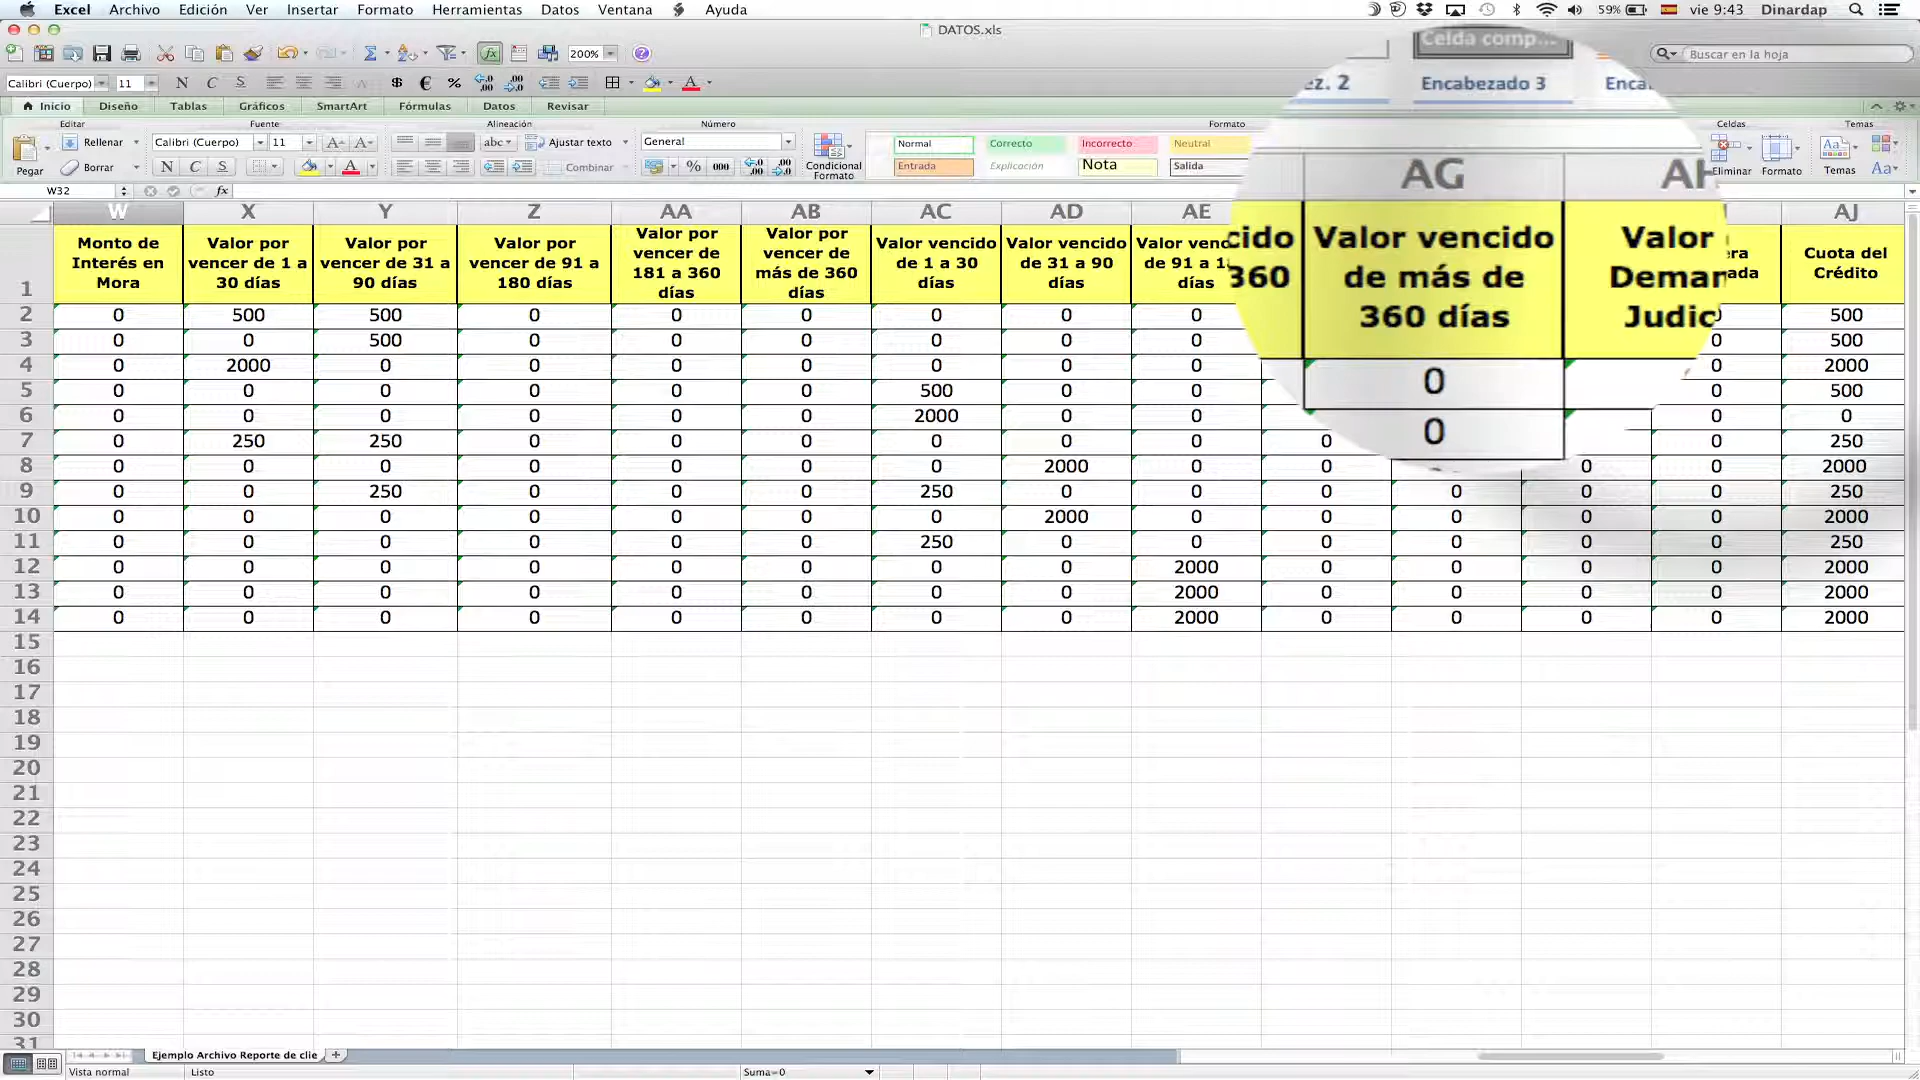 Excel Archivo Edición Ver Insertar Formato Herramientas Datos Ventana Ayuda 59% vie 9:43 Dinardap
DATOS.xls
200% Buscar en la hoja
Calibri (Cuerpo) 11 N C S $ € %
Inicio Diseño Tablas Gráficos SmartArt Fórmulas Datos Revisar
Editar Fuente Alineación Número Formato Celdas Temas
Pegar Rellenar Calibri (Cuerpo) 11 A A abc Ajustar texto General Condicional Formato Normal Correcto Incorrecto Neutral
Borrar N C S Combinar % 000 Entrada Explicación Nota Salida Eliminar Formato Temas Aa
Celda comp...
ez. 2 Encabezado 3 Enca
W32 fx
W X Y Z AA AB AC AD AE AG AH AJ
1 Monto de Interés en Mora
Valor por vencer de 1 a 30 días
Valor por vencer de 31 a 90 días
Valor por vencer de 91 a 180 días
Valor por vencer de 181 a 360 días
Valor por vencer de más de 360 días
Valor vencido de 1 a 30 días
Valor vencido de 31 a 90 días
Valor venc de 91 a 1 días
cido 360
Valor vencido de más de 360 días
Valor Deman Judic
era ada
Cuota del Crédito
0
0
2 0 500 500 0 0 0 0 0 0 500
3 0 0 500 0 0 0 0 0 0 0 500
4 0 2000 0 0 0 0 0 0 0 0 2000
5 0 0 0 0 0 0 500 0 0 0 500
6 0 0 0 0 0 0 2000 0 0 0 0
7 0 250 250 0 0 0 0 0 0 0 0 250
8 0 0 0 0 0 0 0 2000 0 0 0 0 0 2000
9 0 0 250 0 0 0 250 0 0 0 0 0 0 250
10 0 0 0 0 0 0 0 2000 0 0 0 0 0 2000
11 0 0 0 0 0 0 250 0 0 0 0 0 0 250
12 0 0 0 0 0 0 0 0 2000 0 0 0 0 2000
13 0 0 0 0 0 0 0 0 2000 0 0 0 0 2000
14 0 0 0 0 0 0 0 0 2000 0 0 0 0 2000
15
16
17
18
19
20
21
22
23
24
25
26
27
28
29
30
31
Ejemplo Archivo Reporte de clie
Vista normal Listo Suma=0